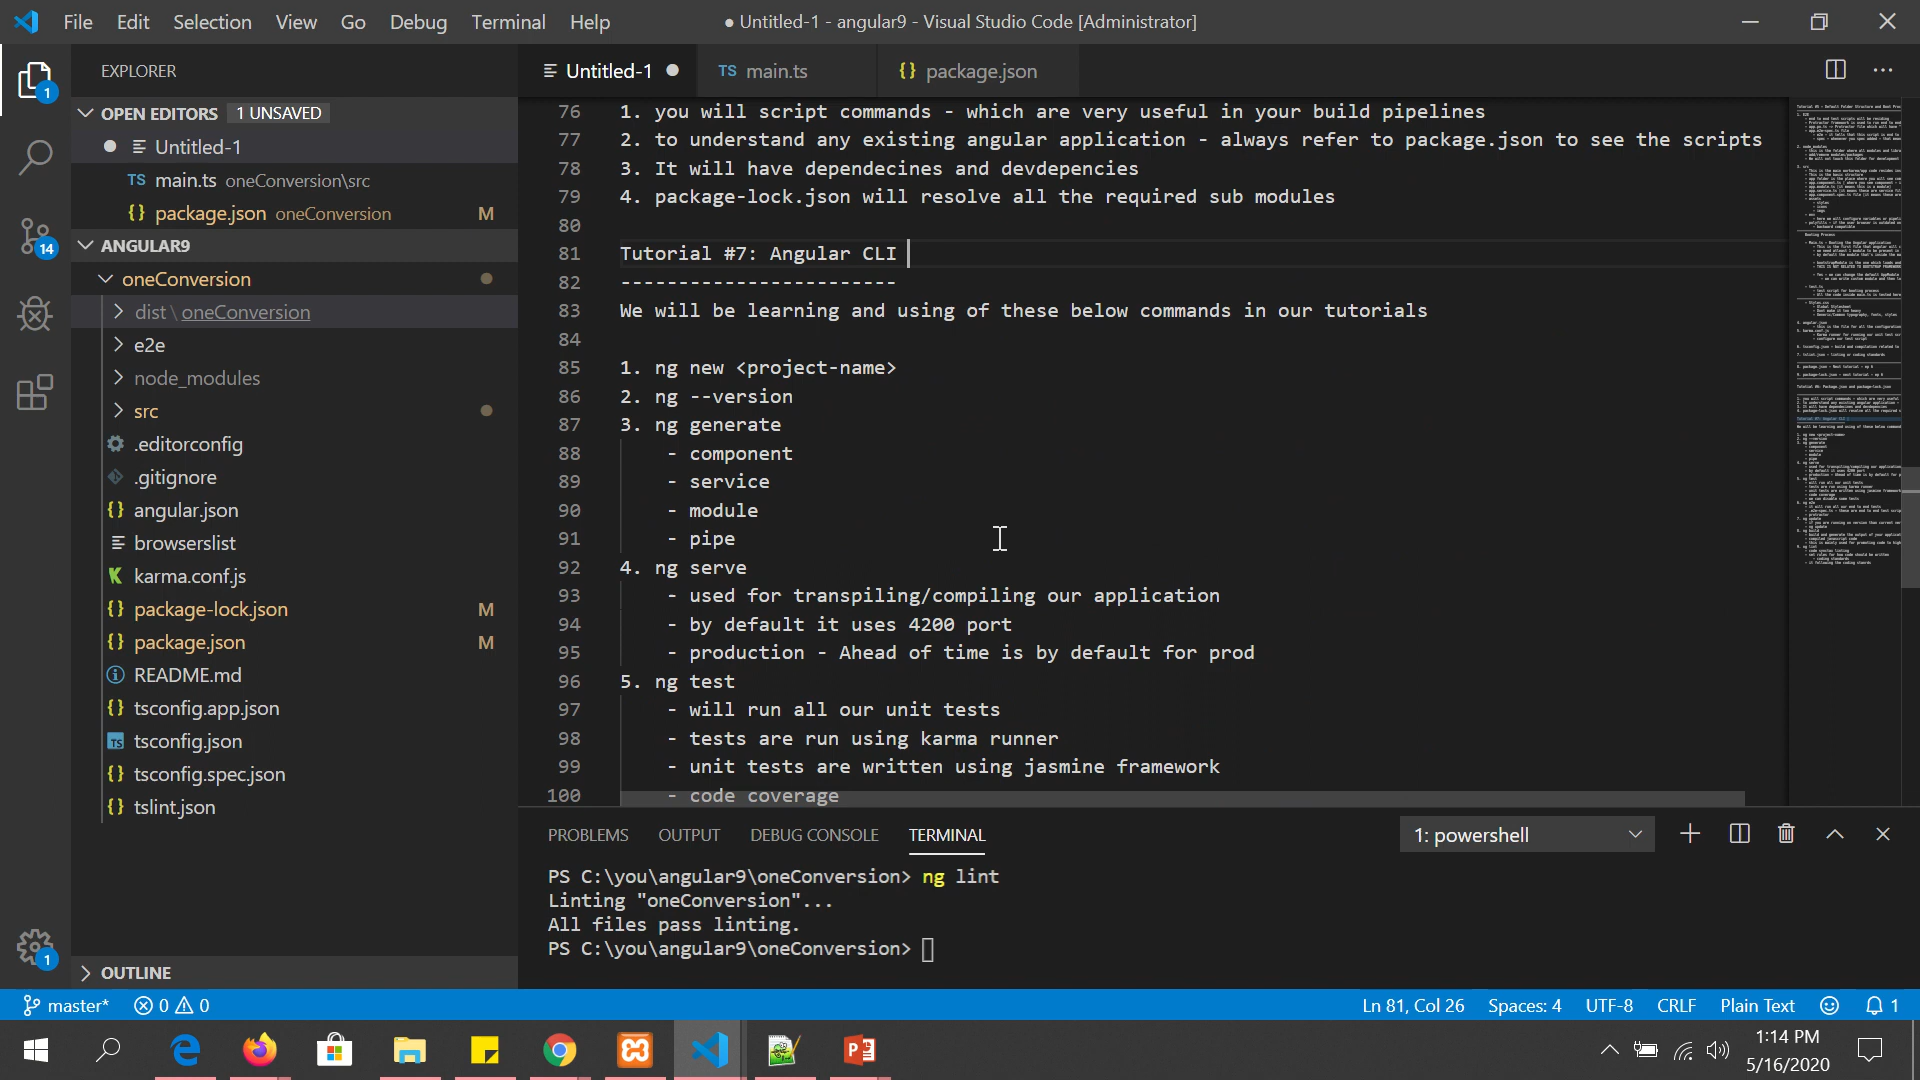 File Edit Selection View Go Debug Terminal Help
● Untitled-1 - angular9 - Visual Studio Code [Administrator]
EXPLORER
OPEN EDITORS 1 UNSAVED
Untitled-1
TS main.ts oneConversion\src
{} package.json oneConversion M
ANGULAR9
oneConversion
dist \ oneConversion
e2e
node_modules
src
.editorconfig
.gitignore
{} angular.json
browserslist
karma.conf.js
{} package-lock.json M
{} package.json M
README.md
{} tsconfig.app.json
TS tsconfig.json
{} tsconfig.spec.json
{} tslint.json
OUTLINE
1
14
1
Untitled-1 TS main.ts {} package.json
76 1. you will script commands - which are very useful in your build pipelines
77 2. to understand any existing angular application - always refer to package.json to see the scripts
78 3. It will have dependecines and devdepencies
79 4. package-lock.json will resolve all the required sub modules
80
81 Tutorial #7: Angular CLI
82 ------------------------
83 We will be learning and using of these below commands in our tutorials
84
85 1. ng new <project-name>
86 2. ng --version
87 3. ng generate
88 - component
89 - service
90 - module
91 - pipe
92 4. ng serve
93 - used for transpiling/compiling our application
94 - by default it uses 4200 port
95 - production - Ahead of time is by default for prod
96 5. ng test
97 - will run all our unit tests
98 - tests are run using karma runner
99 - unit tests are written using jasmine framework
100 - code coverage
PROBLEMS OUTPUT DEBUG CONSOLE TERMINAL 1: powershell
PS C:\you\angular9\oneConversion> ng lint
Linting "oneConversion"...
All files pass linting.
PS C:\you\angular9\oneConversion>
master* 0 0 Ln 81, Col 26 Spaces: 4 UTF-8 CRLF Plain Text 1
1:14 PM
5/16/2020